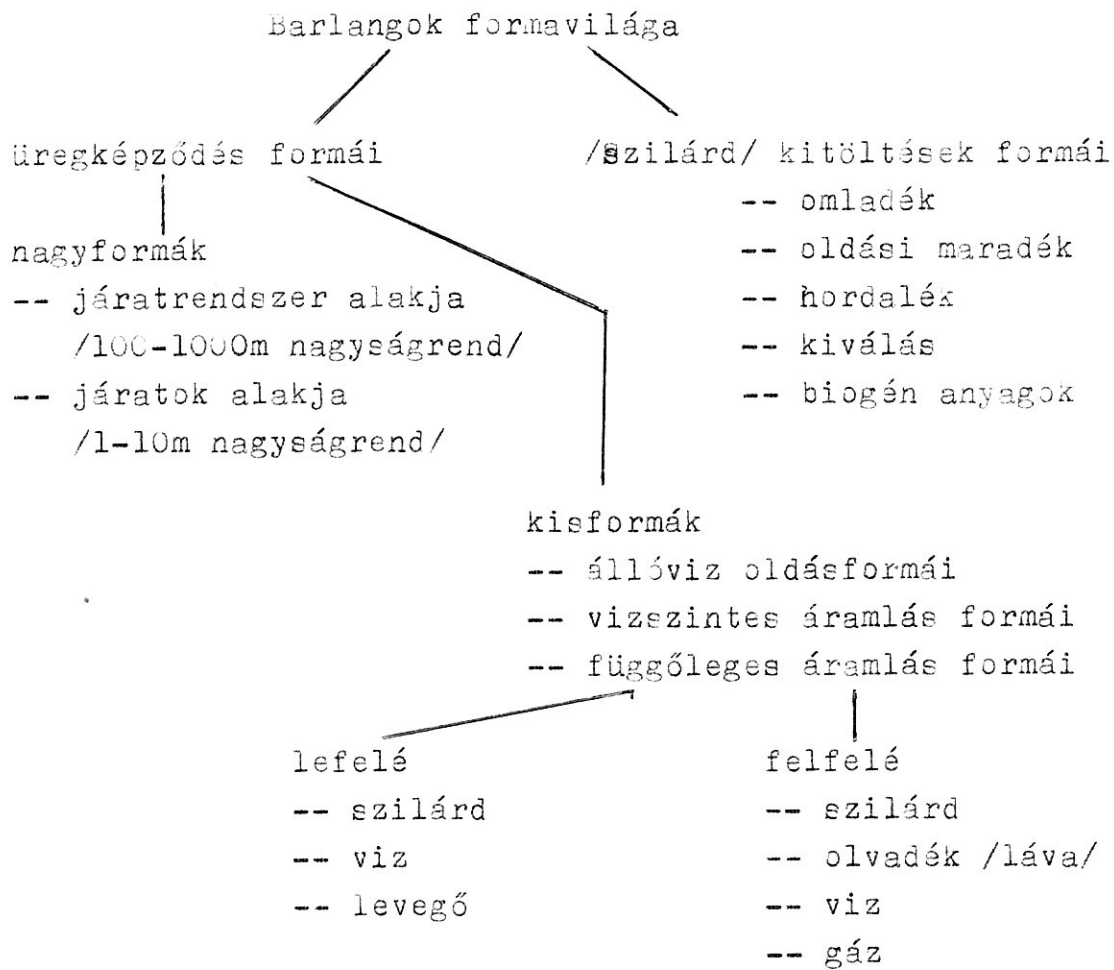 Barlangok formavilága
üregképződés formái
/szilárd/ kitöltések formái
-- omladék
-- oldási maradék
-- hordalék
-- kiválás
-- biogén anyagok
nagyformák
-- járatrendszer alakja
/100-1000m nagyságrend/
-- járatok alakja
/1-10m nagyságrend/
kisformák
-- állóviz oldásformái
-- vizszintes áramlás formái
-- függőleges áramlás formái
lefelé
-- szilárd
-- viz
-- levegő
felfelé
-- szilárd
-- olvadék /láva/
-- viz
-- gáz